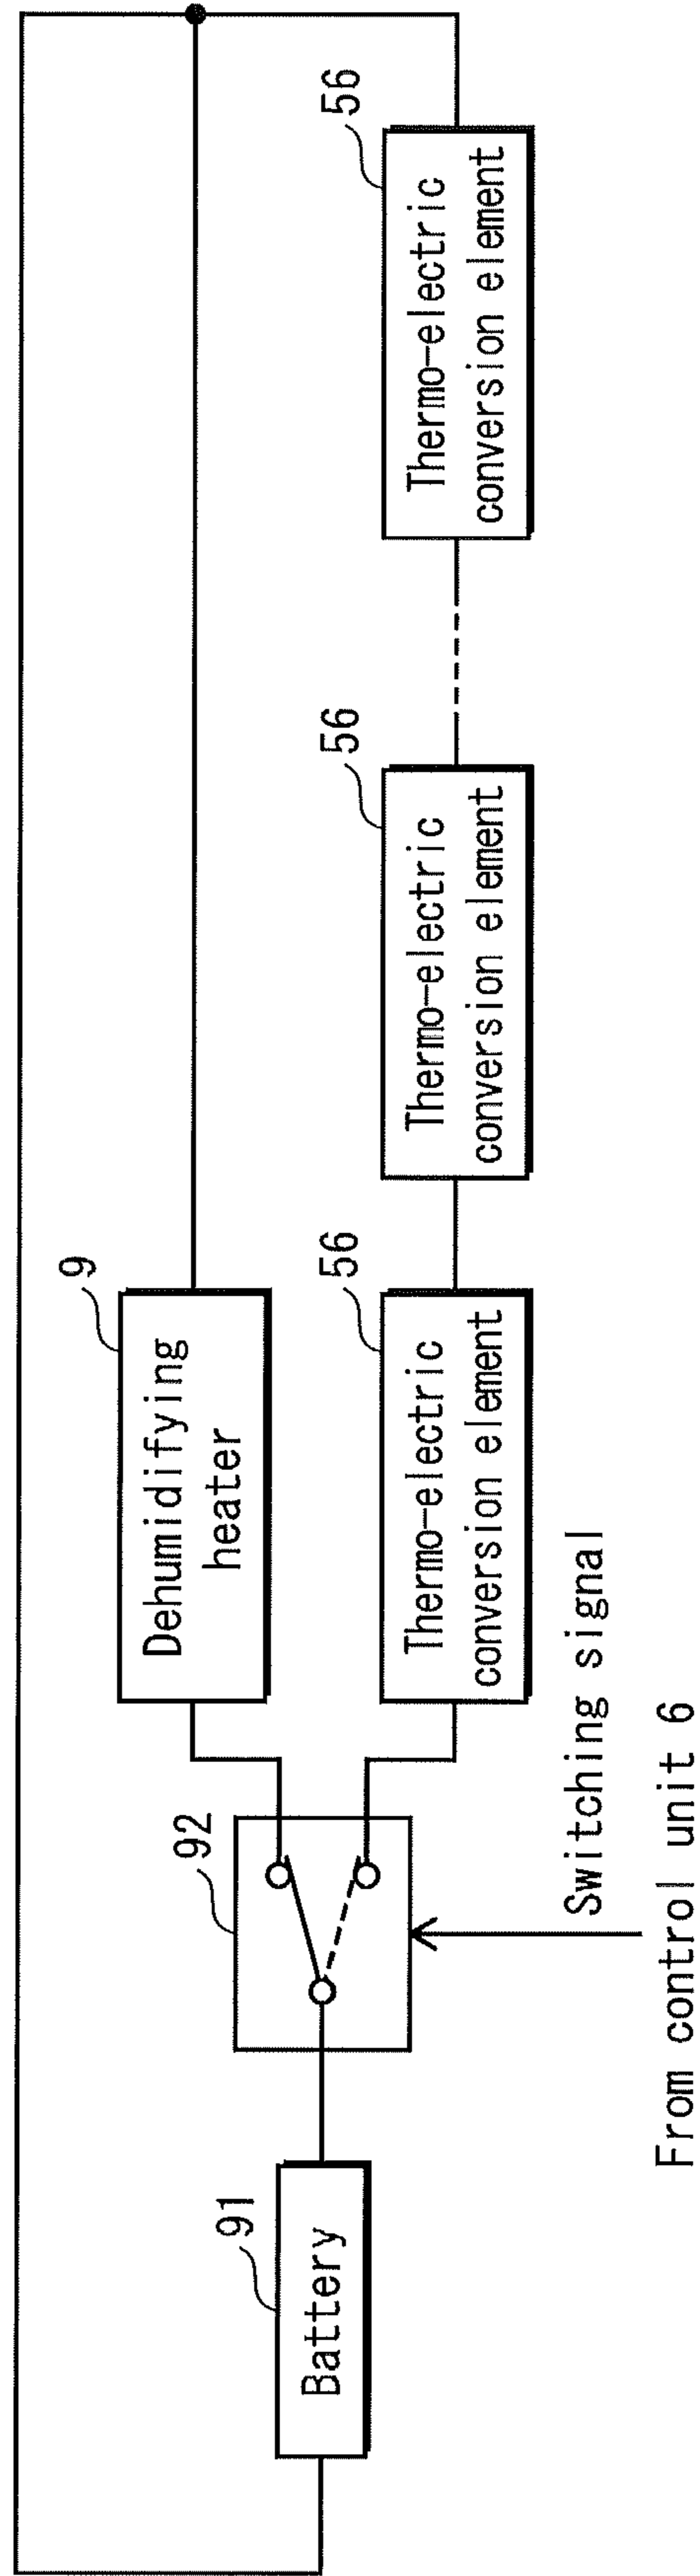 91
Battery
92
9
Dehumidifying
heater
56
Thermo-electric
conversion element
56
Thermo-electric
conversion element
56
Thermo-electric
conversion element
Switching signal
From control unit 6